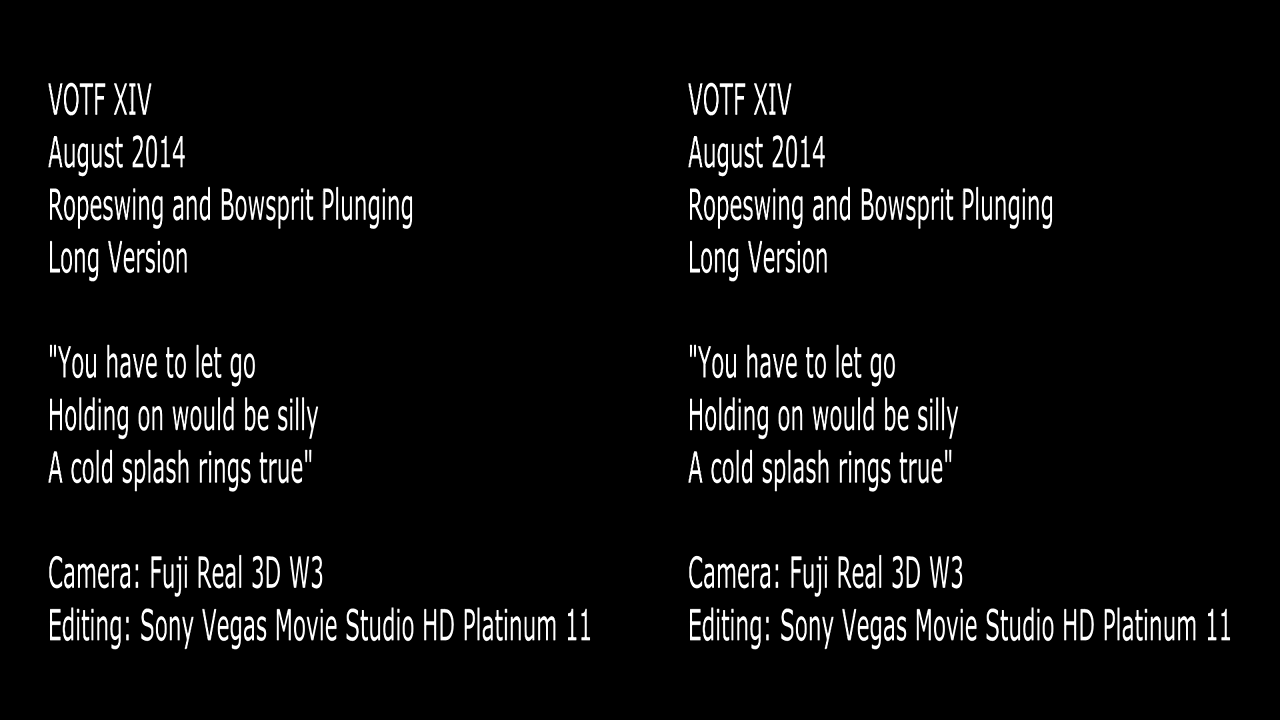 VOTF XIV
August 2014
Ropeswing and Bowsprit Plunging
Long Version
"You have to let go
Holding on would be silly
A cold splash rings true"
Camera: Fuji Real 3D W3
Editing: Sony Vegas Movie Studio HD Platinum 11
VOTF XIV
August 2014
Ropeswing and Bowsprit Plunging
Long Version
"You have to let go
Holding on would be silly
A cold splash rings true"
Camera: Fuji Real 3D W3
Editing: Sony Vegas Movie Studio HD Platinum 11